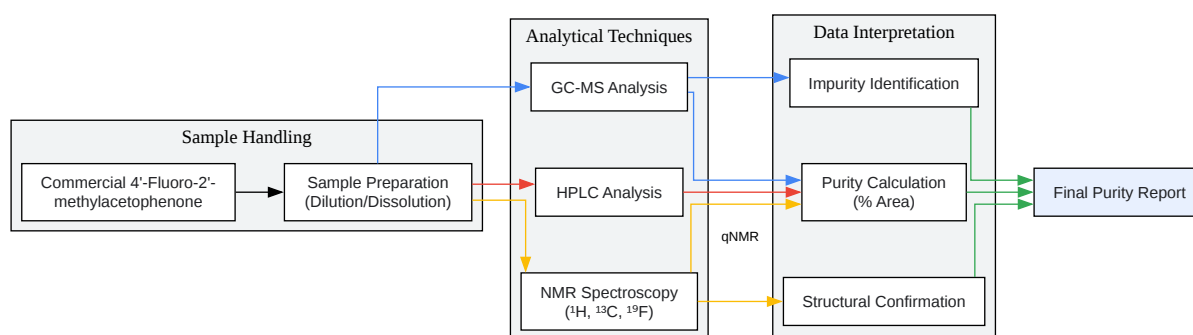 Sample Handling
Commercial 4'-Fluoro-2'-
methylacetophenone
Sample Preparation
(Dilution/Dissolution)
Analytical Techniques
GC-MS Analysis
HPLC Analysis
NMR Spectroscopy
(¹H, ¹³C, ¹⁹F)
qNMR
Data Interpretation
Impurity Identification
Purity Calculation
(% Area)
Structural Confirmation
Final Purity Report